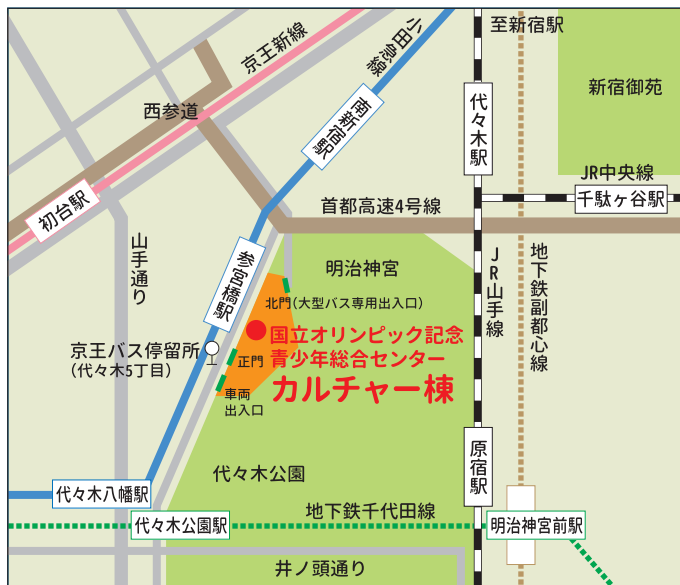 至新宿駅
小田急線
京王新線
新宿御苑
代々木駅
南新宿駅
西参道
JR中央線
千駄ヶ谷駅
初台駅
首都高速4号線
山手通り
参宮橋駅
明治神宮
JR山手線
地下鉄副都心線
北門(大型バス専用出入口)
国立オリンピック記念
青少年総合センター
カルチャー棟
京王バス停留所
(代々木5丁目)
正門
車両
出入口
原宿駅
代々木公園
代々木八幡駅
地下鉄千代田線
代々木公園駅
明治神宮前駅
井ノ頭通り